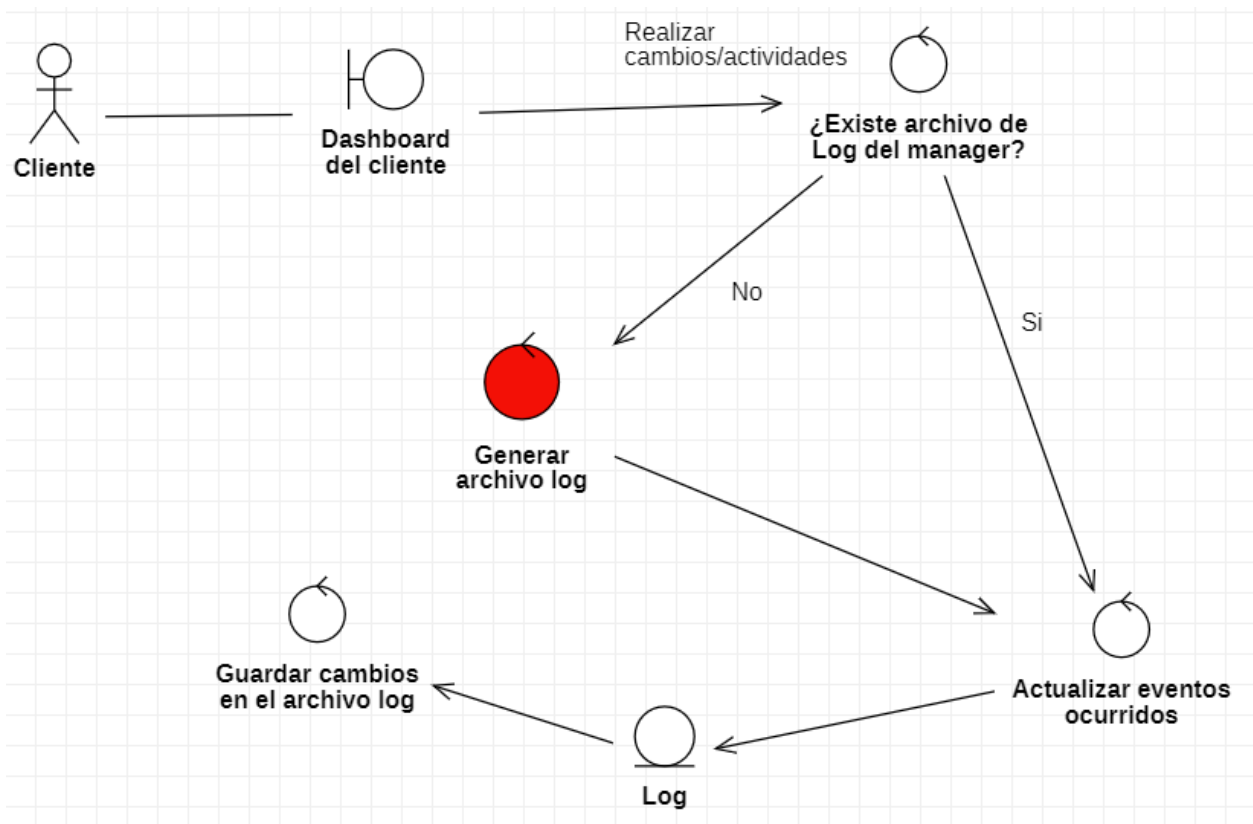 Realizar
cambios/actividades
Cliente
Dashboard
del cliente
¿Existe archivo de
Log del manager?
No
Si
Generar
archivo log
Guardar cambios
en el archivo log
Actualizar eventos
ocurridos
Log